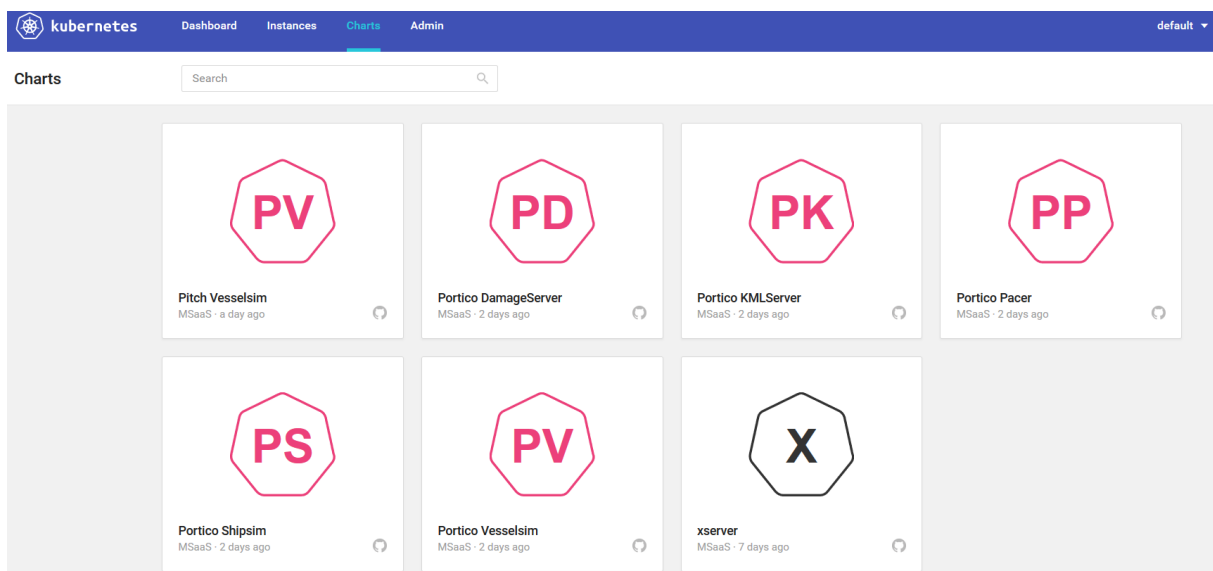 kubernetes Dashboard Instances Charts Admin default
Charts Search
PV PD PK PP
Pitch Vesselsim Portico DamageServer Portico KMLServer Portico Pacer
MSaaS · a day ago MSaaS · 2 days ago MSaaS · 2 days ago MSaaS · 2 days ago
PS PV X
Portico Shipsim Portico Vesselsim xserver
MSaaS · 2 days ago MSaaS · 2 days ago MSaaS · 7 days ago